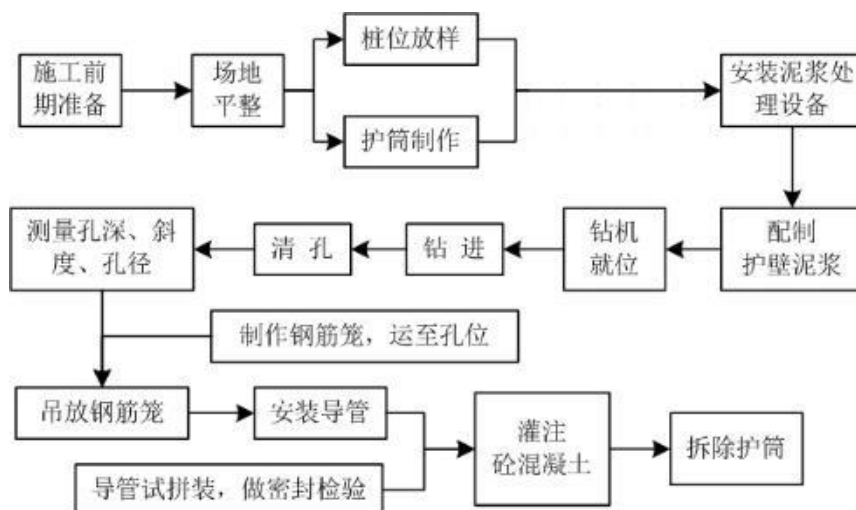 桩位放样
施工前
期准备
场地
平整
护筒制作
安装泥浆处
理设备
测量孔深、斜
度、孔径
清 孔
钻 进
钻机
就位
配制
护壁泥浆
制作钢筋笼，运至孔位
吊放钢筋笼
安装导管
导管试拼装，做密封检验
灌注
砼混凝土
拆除护筒